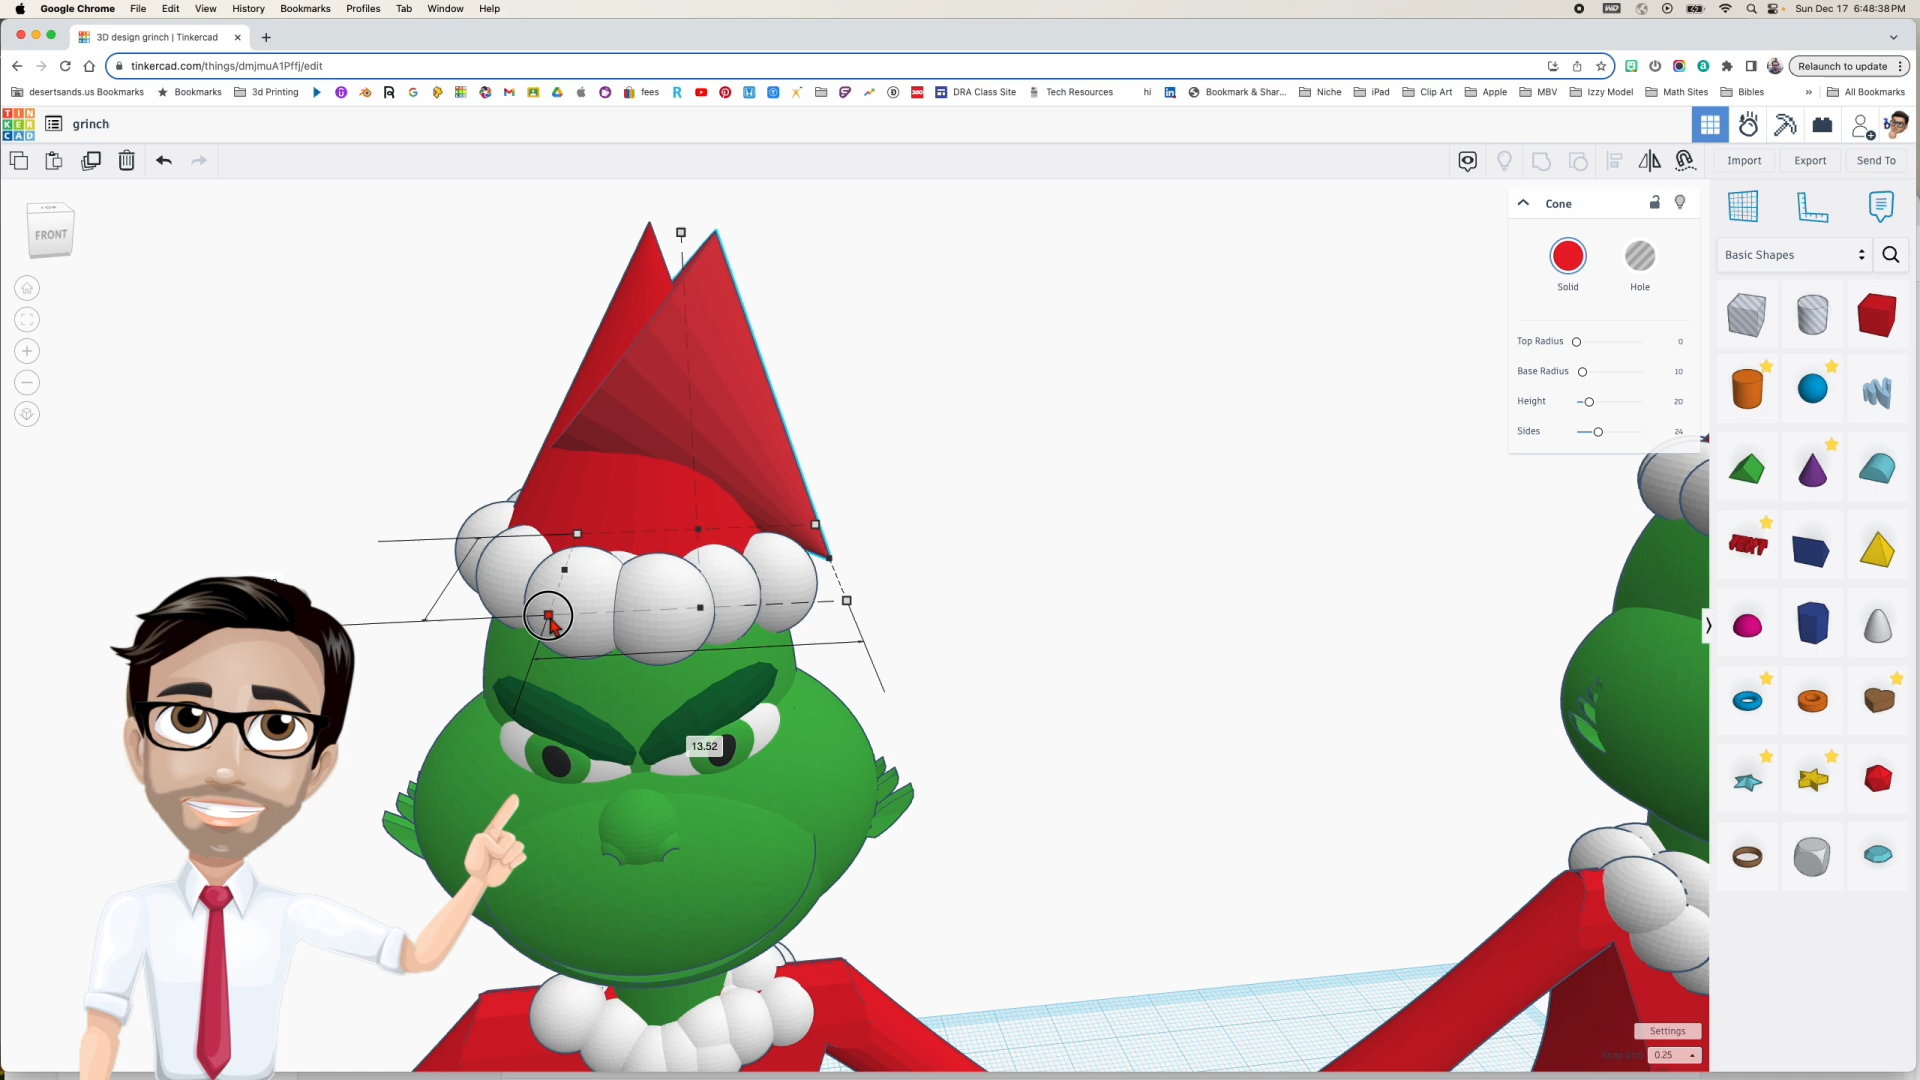 Google Chrome File Edit View History Bookmarks Profiles Tab Window Help Sun Dec 17 6:48:38 PM
3D design grinch | Tinkercad
tinkercad.com/things/dmjmuA1Pffj/edit Relaunch to update
desertsands.us Bookmarks Bookmarks 3d Printing fees DRA Class Site Tech Resources hi Bookmark & Shar... Niche iPad Clip Art Apple MBV Izzy Model Math Sites Bibles » All Bookmarks
TIN
KER
CAD
grinch
Import Export Send To
FRONT
Cone
Solid Hole
Top Radius 0
Base Radius 10
Height 20
Sides 24
Basic Shapes
TEXT
13.52
Settings
Snap Grid 0.25